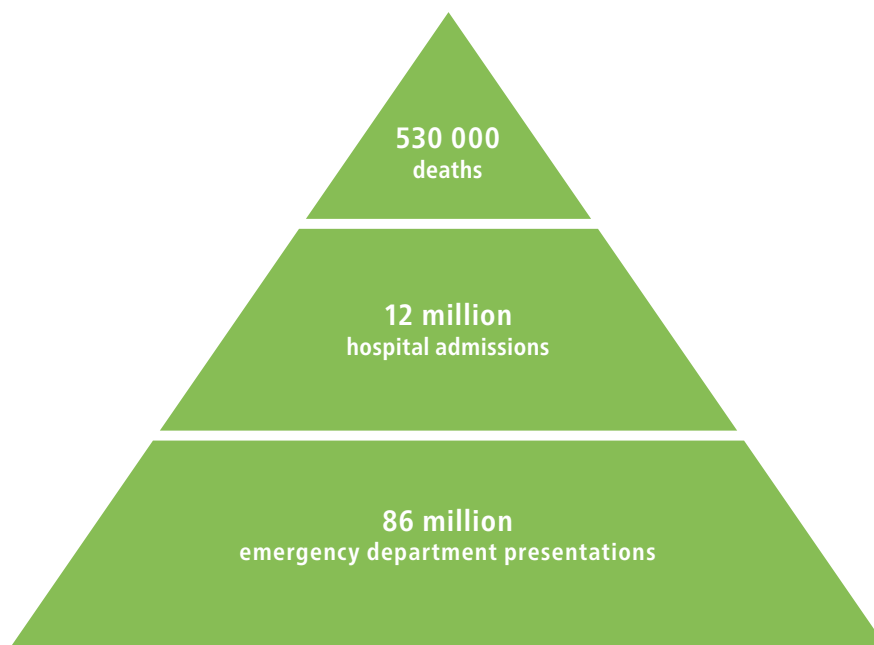 530 000
deaths
12 million
hospital admissions
86 million
emergency department presentations